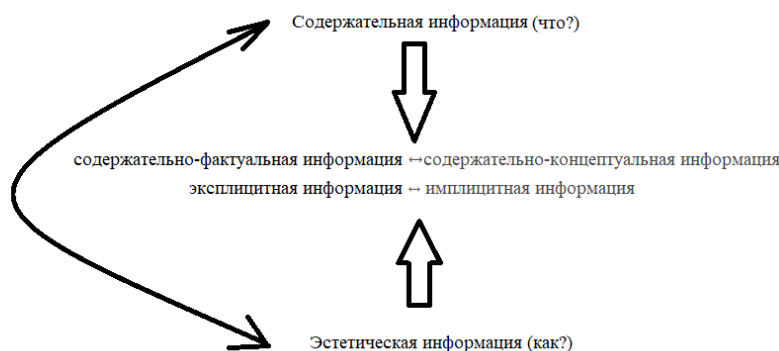 Содержательная информация (что?)
содержательно-фактуальная информация ↔содержательно-концептуальная информация
эксплицитная информация ↔ имплицитная информация
Эстетическая информация (как?)